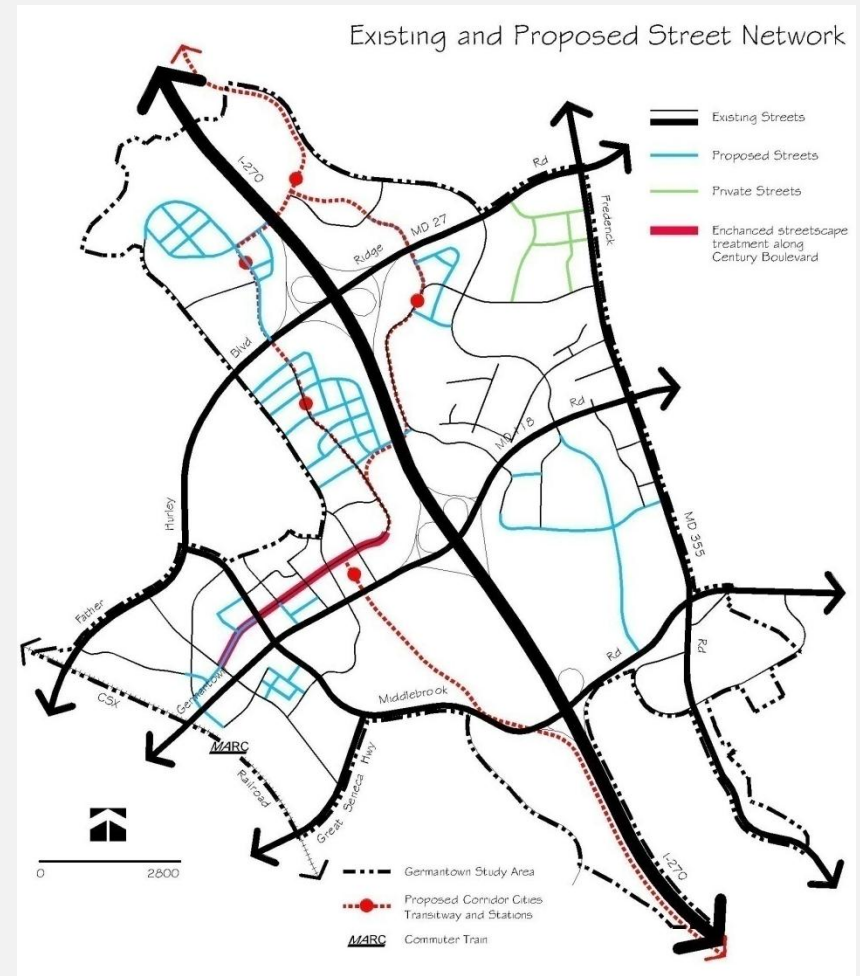 Existing and Proposed Street Network
Existing Streets
Proposed Streets
Private Streets
Enchanced streetscape
treatment along
Century Boulevard
I-270
Rd
Frederick
MD 27
Ridge
Blvd
Rd
MD 118
Hurley
MD 355
Father
Rd
Rd
Germantown
Middlebrook
CSX
MARC
Railroad
Great Seneca Hwy
I-270
0 2800
Germantown Study Area
Proposed Corridor Cities
Transitway and Stations
MARC Commuter Train